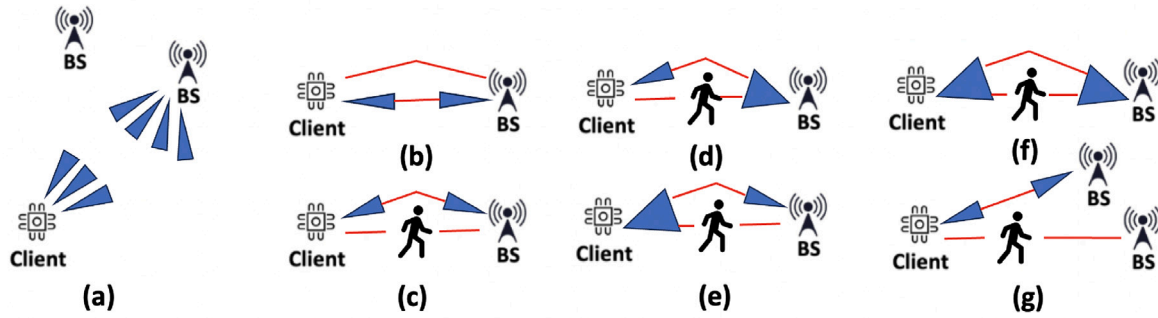 BS
BS
Client
(a)
Client
BS
(b)
Client
BS
(c)
Client
BS
(d)
Client
BS
(e)
Client
BS
(f)
BS
Client
BS
(g)